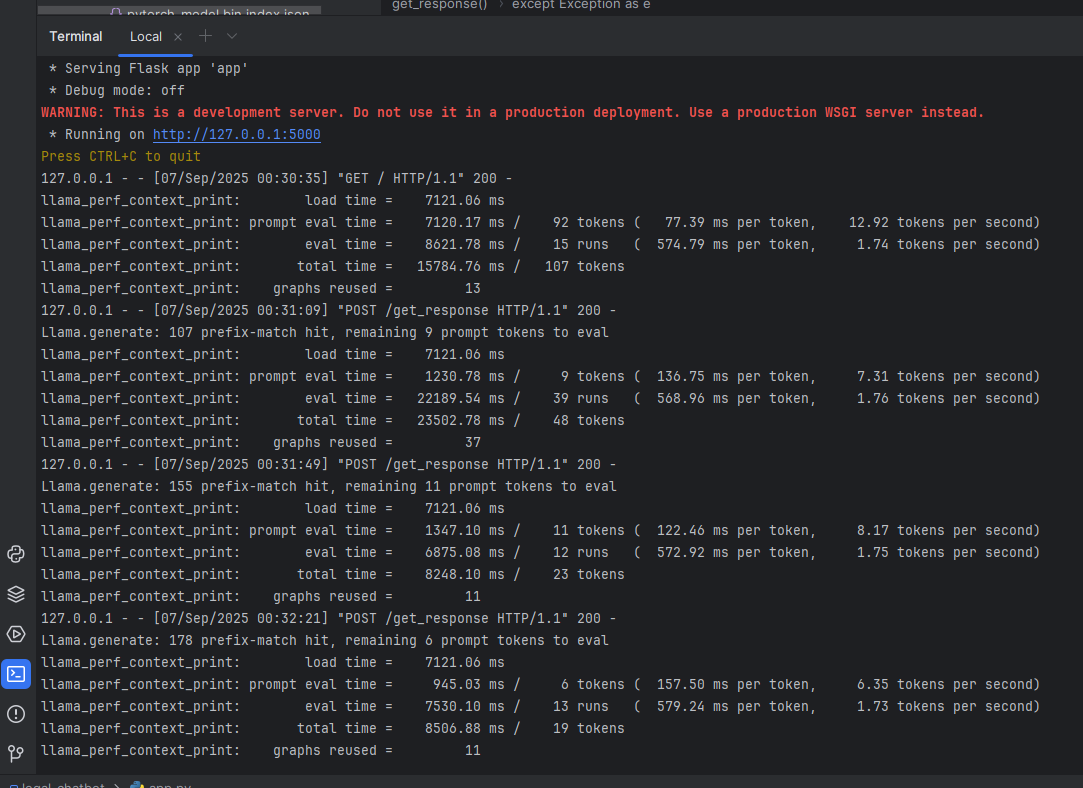 pytorch_model.bin.index.json
get_response() › except Exception as e
Terminal Local × + 
* Serving Flask app 'app'
* Debug mode: off
WARNING: This is a development server. Do not use it in a production deployment. Use a production WSGI server instead.
* Running on http://127.0.0.1:5000
Press CTRL+C to quit
127.0.0.1 - - [07/Sep/2025 00:30:35] "GET / HTTP/1.1" 200 -
llama_perf_context_print:        load time =    7121.06 ms
llama_perf_context_print: prompt eval time =    7120.17 ms /    92 tokens (   77.39 ms per token,    12.92 tokens per second)
llama_perf_context_print:        eval time =    8621.78 ms /    15 runs   (  574.79 ms per token,     1.74 tokens per second)
llama_perf_context_print:       total time =   15784.76 ms /   107 tokens
llama_perf_context_print:    graphs reused =         13
127.0.0.1 - - [07/Sep/2025 00:31:09] "POST /get_response HTTP/1.1" 200 -
Llama.generate: 107 prefix-match hit, remaining 9 prompt tokens to eval
llama_perf_context_print:        load time =    7121.06 ms
llama_perf_context_print: prompt eval time =    1230.78 ms /     9 tokens (  136.75 ms per token,     7.31 tokens per second)
llama_perf_context_print:        eval time =   22189.54 ms /    39 runs   (  568.96 ms per token,     1.76 tokens per second)
llama_perf_context_print:       total time =   23502.78 ms /    48 tokens
llama_perf_context_print:    graphs reused =         37
127.0.0.1 - - [07/Sep/2025 00:31:49] "POST /get_response HTTP/1.1" 200 -
Llama.generate: 155 prefix-match hit, remaining 11 prompt tokens to eval
llama_perf_context_print:        load time =    7121.06 ms
llama_perf_context_print: prompt eval time =    1347.10 ms /    11 tokens (  122.46 ms per token,     8.17 tokens per second)
llama_perf_context_print:        eval time =    6875.08 ms /    12 runs   (  572.92 ms per token,     1.75 tokens per second)
llama_perf_context_print:       total time =    8248.10 ms /    23 tokens
llama_perf_context_print:    graphs reused =         11
127.0.0.1 - - [07/Sep/2025 00:32:21] "POST /get_response HTTP/1.1" 200 -
Llama.generate: 178 prefix-match hit, remaining 6 prompt tokens to eval
llama_perf_context_print:        load time =    7121.06 ms
llama_perf_context_print: prompt eval time =     945.03 ms /     6 tokens (  157.50 ms per token,     6.35 tokens per second)
llama_perf_context_print:        eval time =    7530.10 ms /    13 runs   (  579.24 ms per token,     1.73 tokens per second)
llama_perf_context_print:       total time =    8506.88 ms /    19 tokens
llama_perf_context_print:    graphs reused =         11
app.py